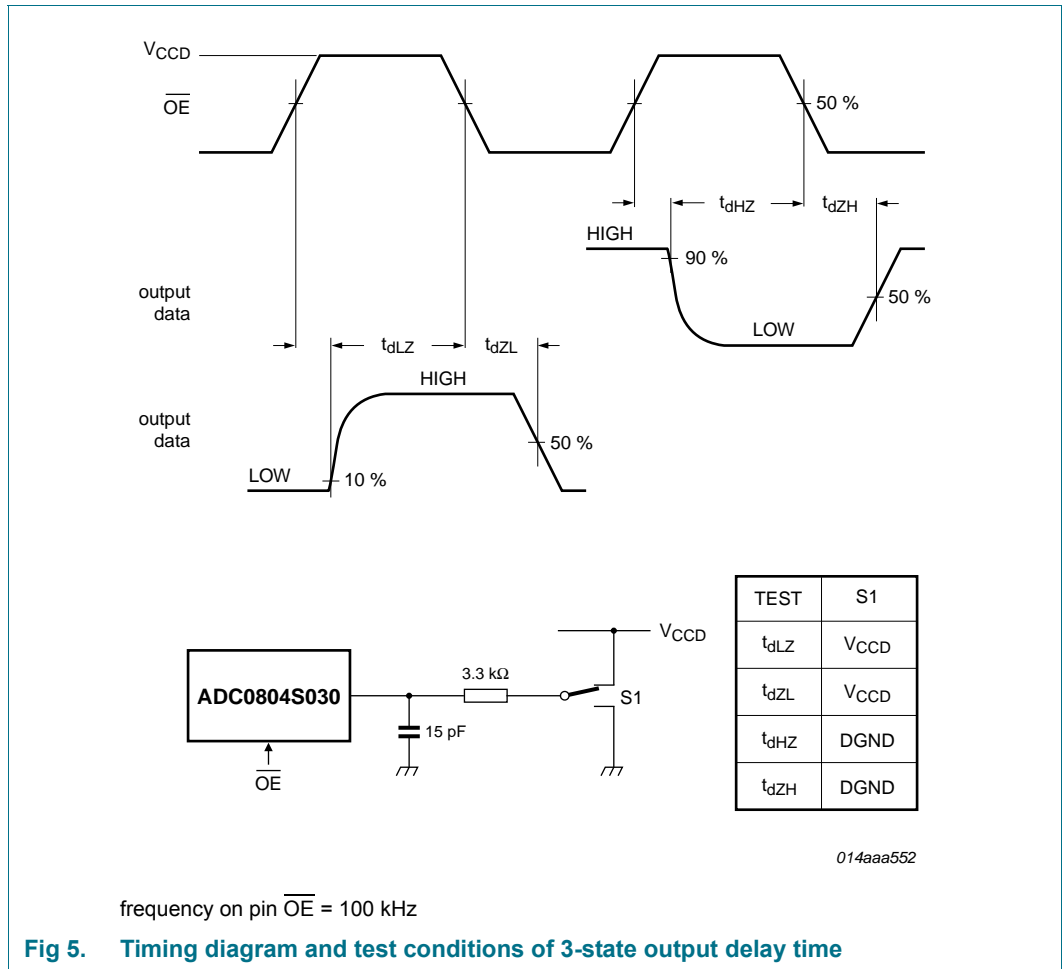 VCCD
OE
50 %
tdHZ
tdZH
HIGH
90 %
output
data
50 %
LOW
tdLZ
tdZL
HIGH
output
data
50 %
LOW
10 %
TEST S1
tdLZ VCCD
tdZL VCCD
tdHZ DGND
tdZH DGND
VCCD
3.3 kΩ
ADC0804S030
S1
15 pF
OE
014aaa552
frequency on pin OE = 100 kHz
Fig 5. Timing diagram and test conditions of 3-state output delay time